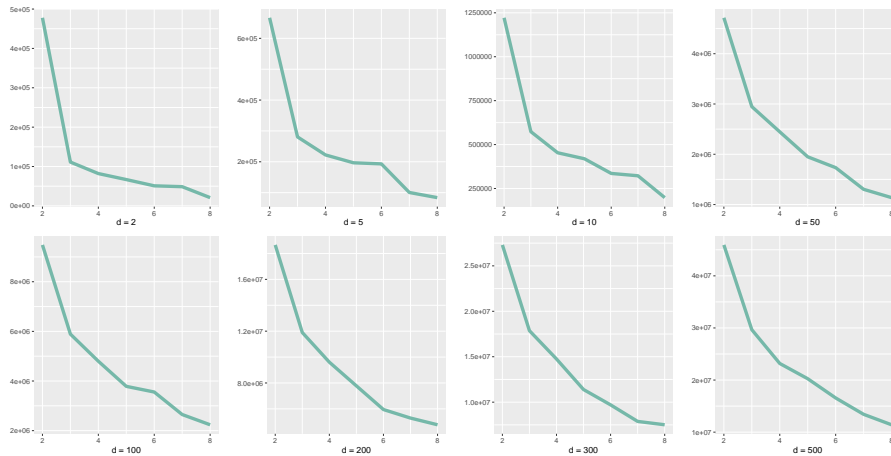 5e+05
4e+05
3e+05
2e+05
1e+05
0e+00
2 4 6 8
d = 2
6e+05
4e+05
2e+05
2 4 6 8
d = 5
1250000
1000000
750000
500000
250000
2 4 6 8
d = 10
4e+06
3e+06
2e+06
1e+06
2 4 6 8
d = 50
8e+06
6e+06
4e+06
2e+06
2 4 6 8
d = 100
1.6e+07
1.2e+07
8.0e+06
2 4 6 8
d = 200
2.5e+07
2.0e+07
1.5e+07
1.0e+07
2 4 6 8
d = 300
4e+07
3e+07
2e+07
1e+07
2 4 6 8
d = 500